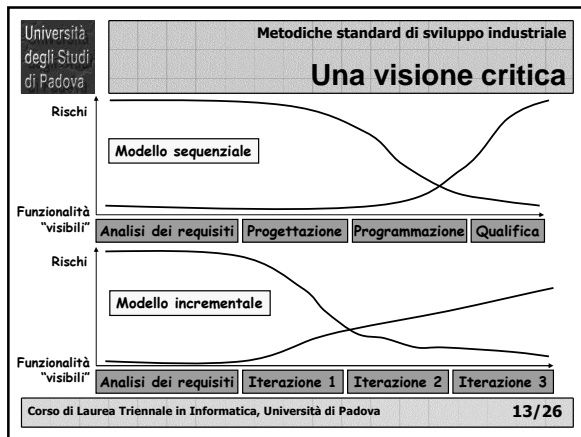 Università
degli Studi
di Padova
Metodiche standard di sviluppo industriale
Una visione critica
Rischi
Modello sequenziale
Funzionalità
“visibili”
Analisi dei requisiti Progettazione Programmazione Qualifica
Rischi
Modello incrementale
Funzionalità
“visibili”
Analisi dei requisiti Iterazione 1 Iterazione 2 Iterazione 3
Corso di Laurea Triennale in Informatica, Università di Padova 13/26